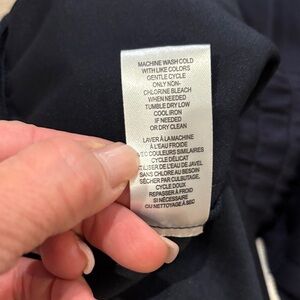 MACHINE WASH COLD
WITH LIKE COLORS
GENTLE CYCLE
ONLY NON-
CHLORINE BLEACH
WHEN NEEDED
TUMBLE DRY LOW
COOL IRON
IF NEEDED
OR DRY CLEAN
LAVER À LA MACHINE
À L'EAU FROIDE
COULEURS SIMILAIRES
CYCLE DÉLICAT
DE L'EAU DE JAVEL
SANS CHLORE AU BESOIN
SÉCHER PAR CULBUTAGE,
CYCLE DOUX
REPASSER À FROID
SI NÉCESSAIRE
OU NETTOYAGE À SEC